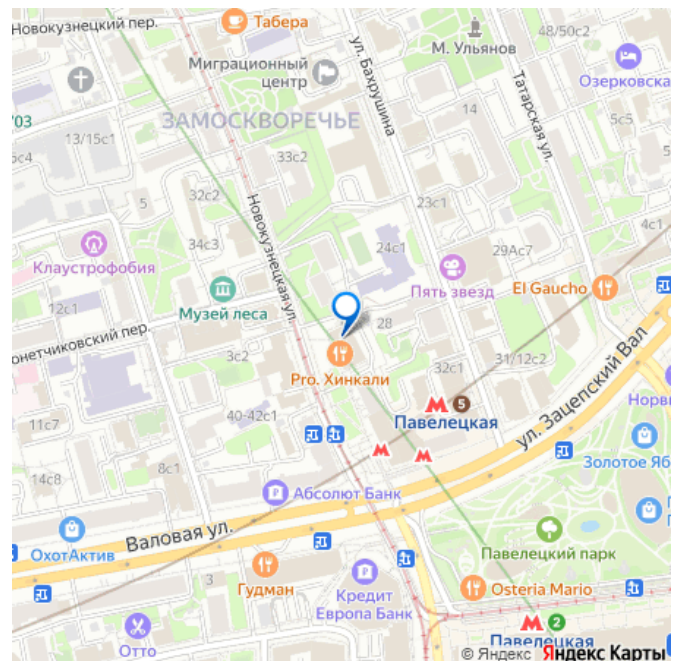 Новокузнецкий пер.
Табера
48/50с2
М. Ульянов
Миграционный
центр
ул. Бахрушина
Татарская ул.
Озерковска
/03
ЗАМОСКВОРЕЧЬЕ
14
5с5
13/15с1
5с4
33с2
32с2
5
23с1
Новокузнецкая ул.
4с1
34с3
24с1
29Ас7
Клаустрофобия
Пять звезд
El Gaucho
12с1
Музей леса
онетчиковский пер.
28
3с2
Pro. Хинкали
32с1
31/12с2
ул. Зацепский Вал
5
Павелецкая
Норви
40-42с1
11с7
8с1
Золотое Яб
14с8
Абсолют Банк
Валовая ул.
ОхотАктив
Павелецкий парк
Гудман
3
Кредит
Европа Банк
Osteria Mario
2
Отто
Павелецкая
© Яндекс Яндекс Карты